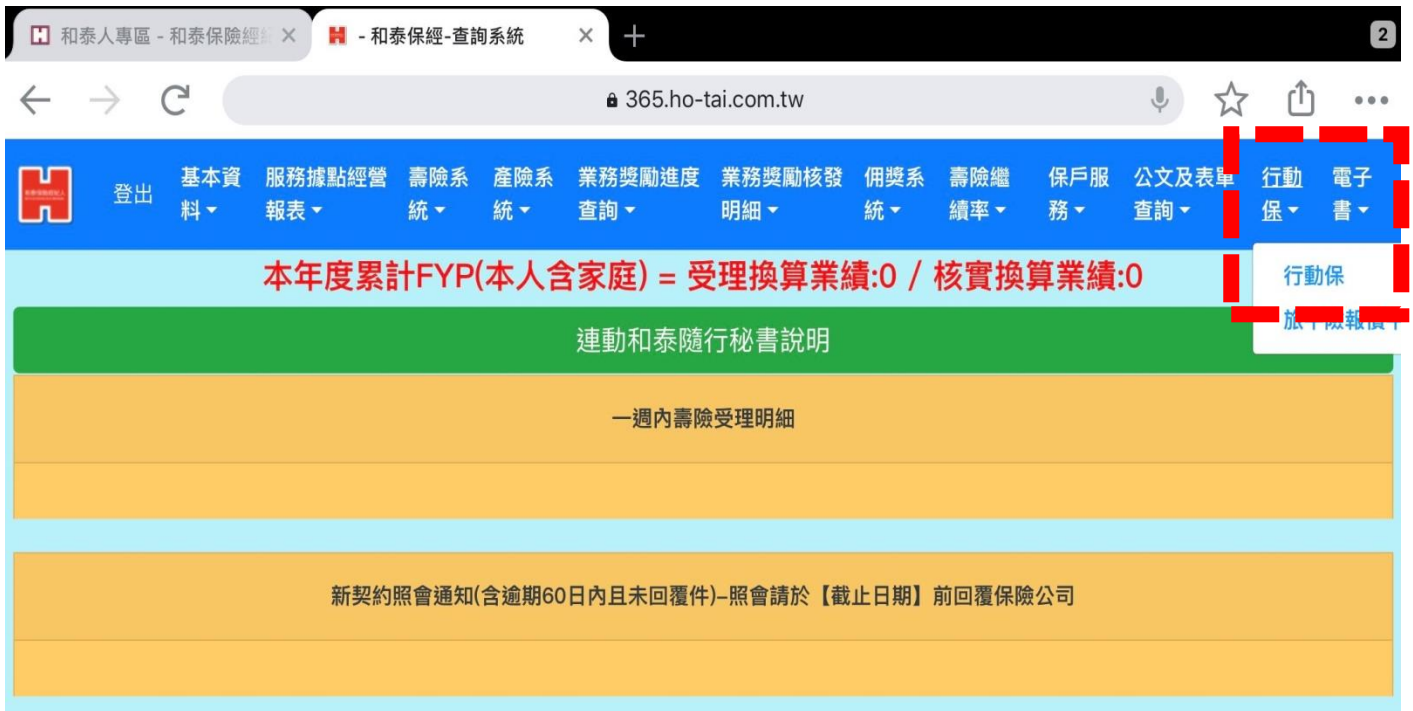 和泰人專區 - 和泰保險經
- 和泰保經-查詢系統
2
365.ho-tai.com.tw
登出
基本資料
服務據點經營報表
壽險系統
產險系統
業務獎勵進度查詢
業務獎勵核發明細
佣獎系統
壽險繼續率
保戶服務
公文及表單查詢
行動保
電子書
本年度累計FYP(本人含家庭) = 受理換算業績:0 / 核實換算業績:0
行動保
連動和泰隨行秘書說明
一週內壽險受理明細
新契約照會通知(含逾期60日內且未回覆件)–照會請於【截止日期】前回覆保險公司